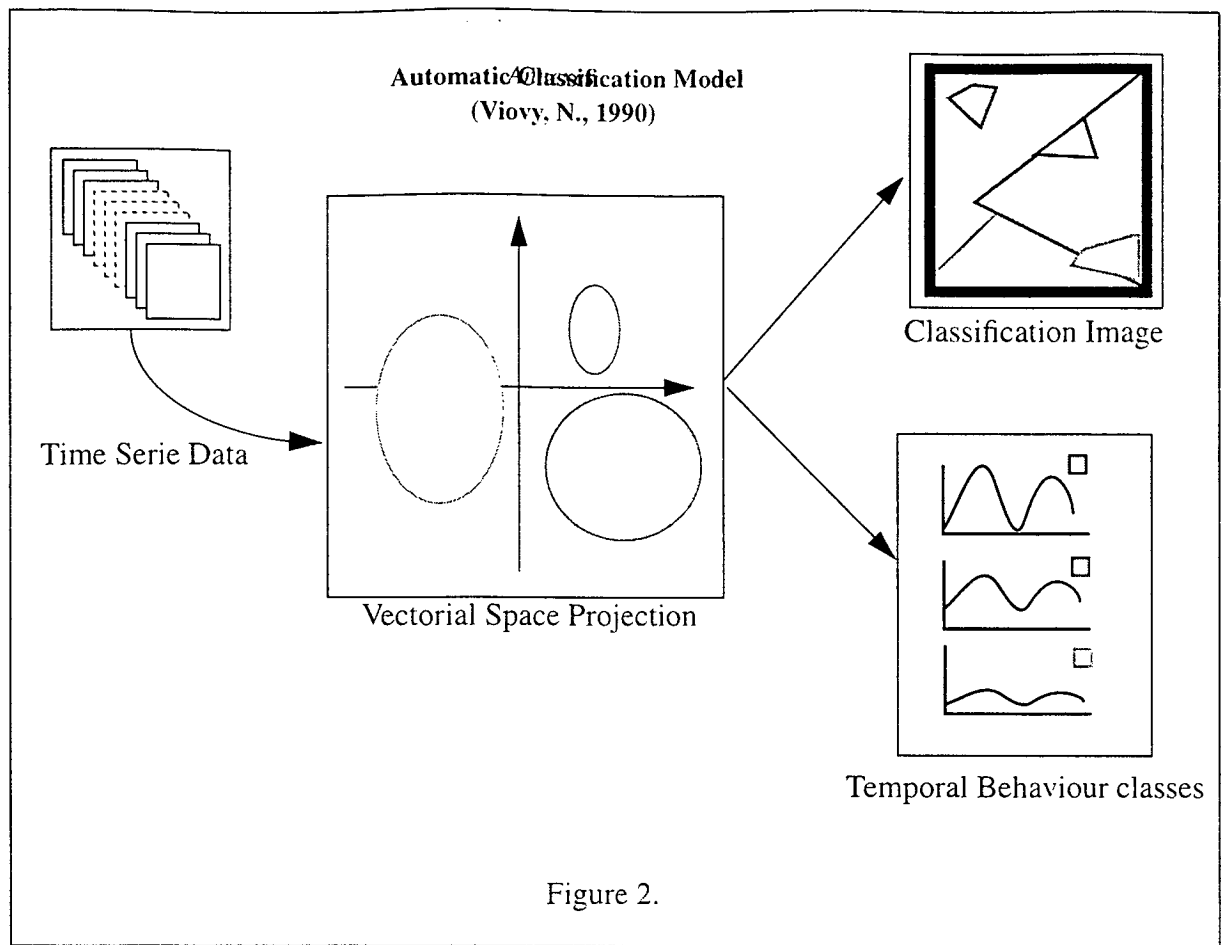 Automatic Classification Model
(Viovy, N., 1990)
Time Serie Data
Vectorial Space Projection
Classification Image
Temporal Behaviour classes
Figure 2.